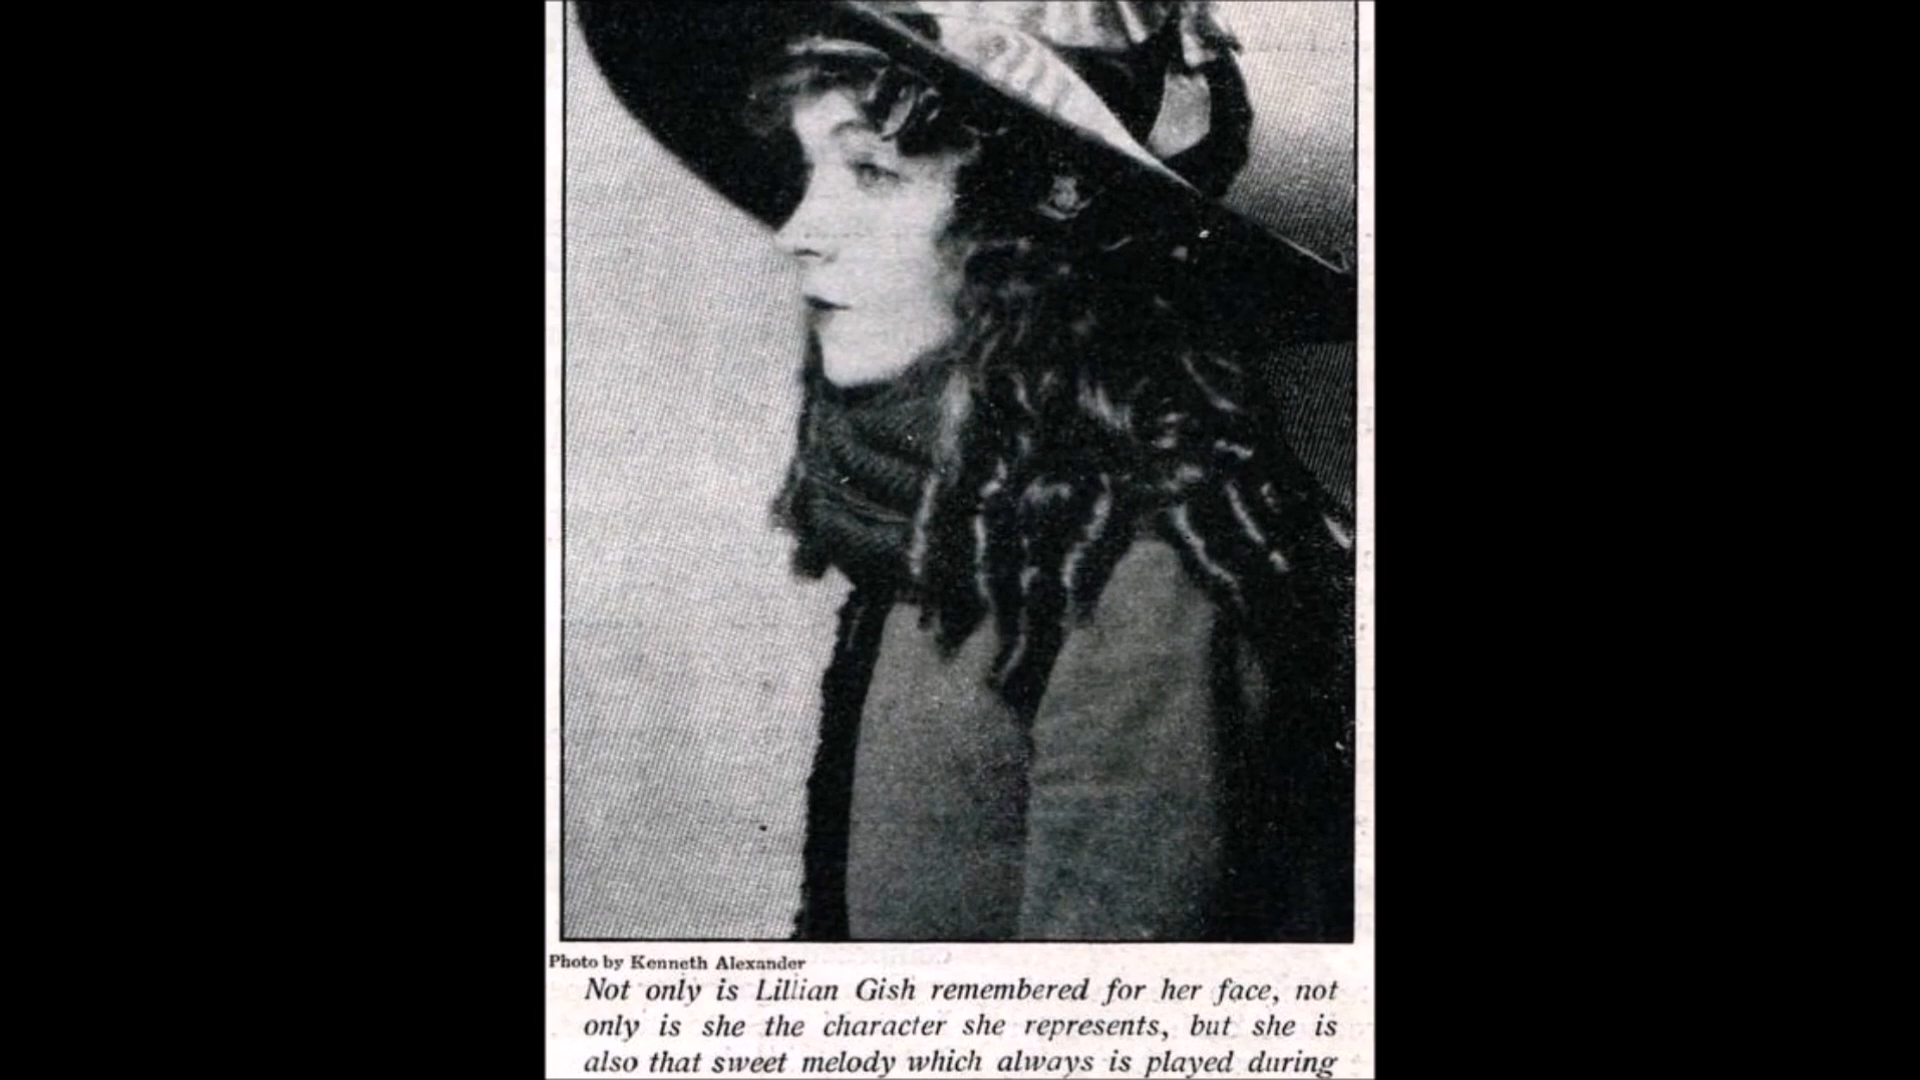 Photo by Kenneth Alexander
Not only is Lillian Gish remembered for her face, not
only is she the character she represents, but she is
also that sweet melody which always is played during